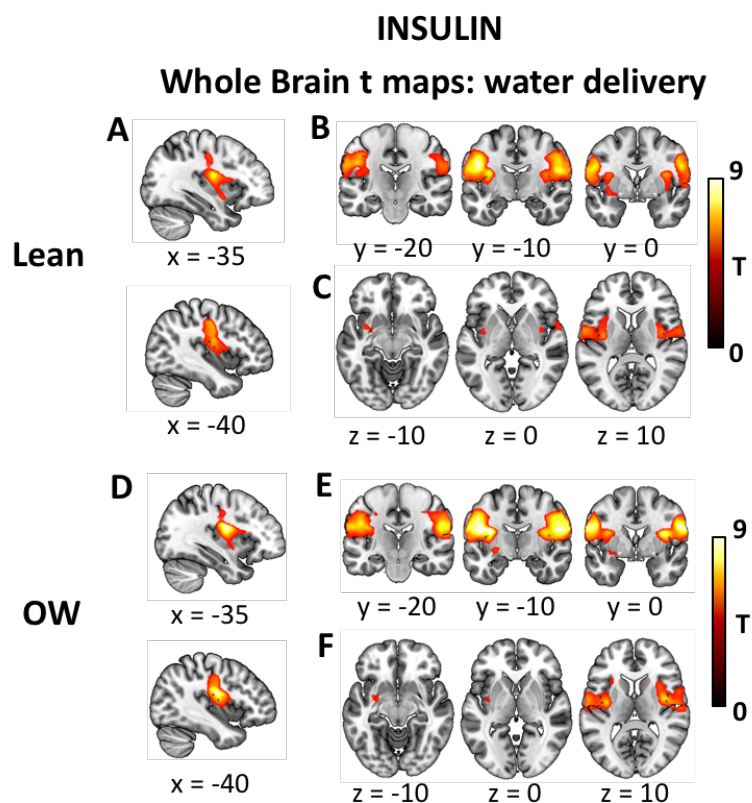 INSULIN
Whole Brain t maps: water delivery
A
B
9
T
0
Lean
x = -35
y = -20
y = -10
y = 0
C
x = -40
z = -10
z = 0
z = 10
D
E
9
T
0
OW
x = -35
y = -20
y = -10
y = 0
F
x = -40
z = -10
z = 0
z = 10